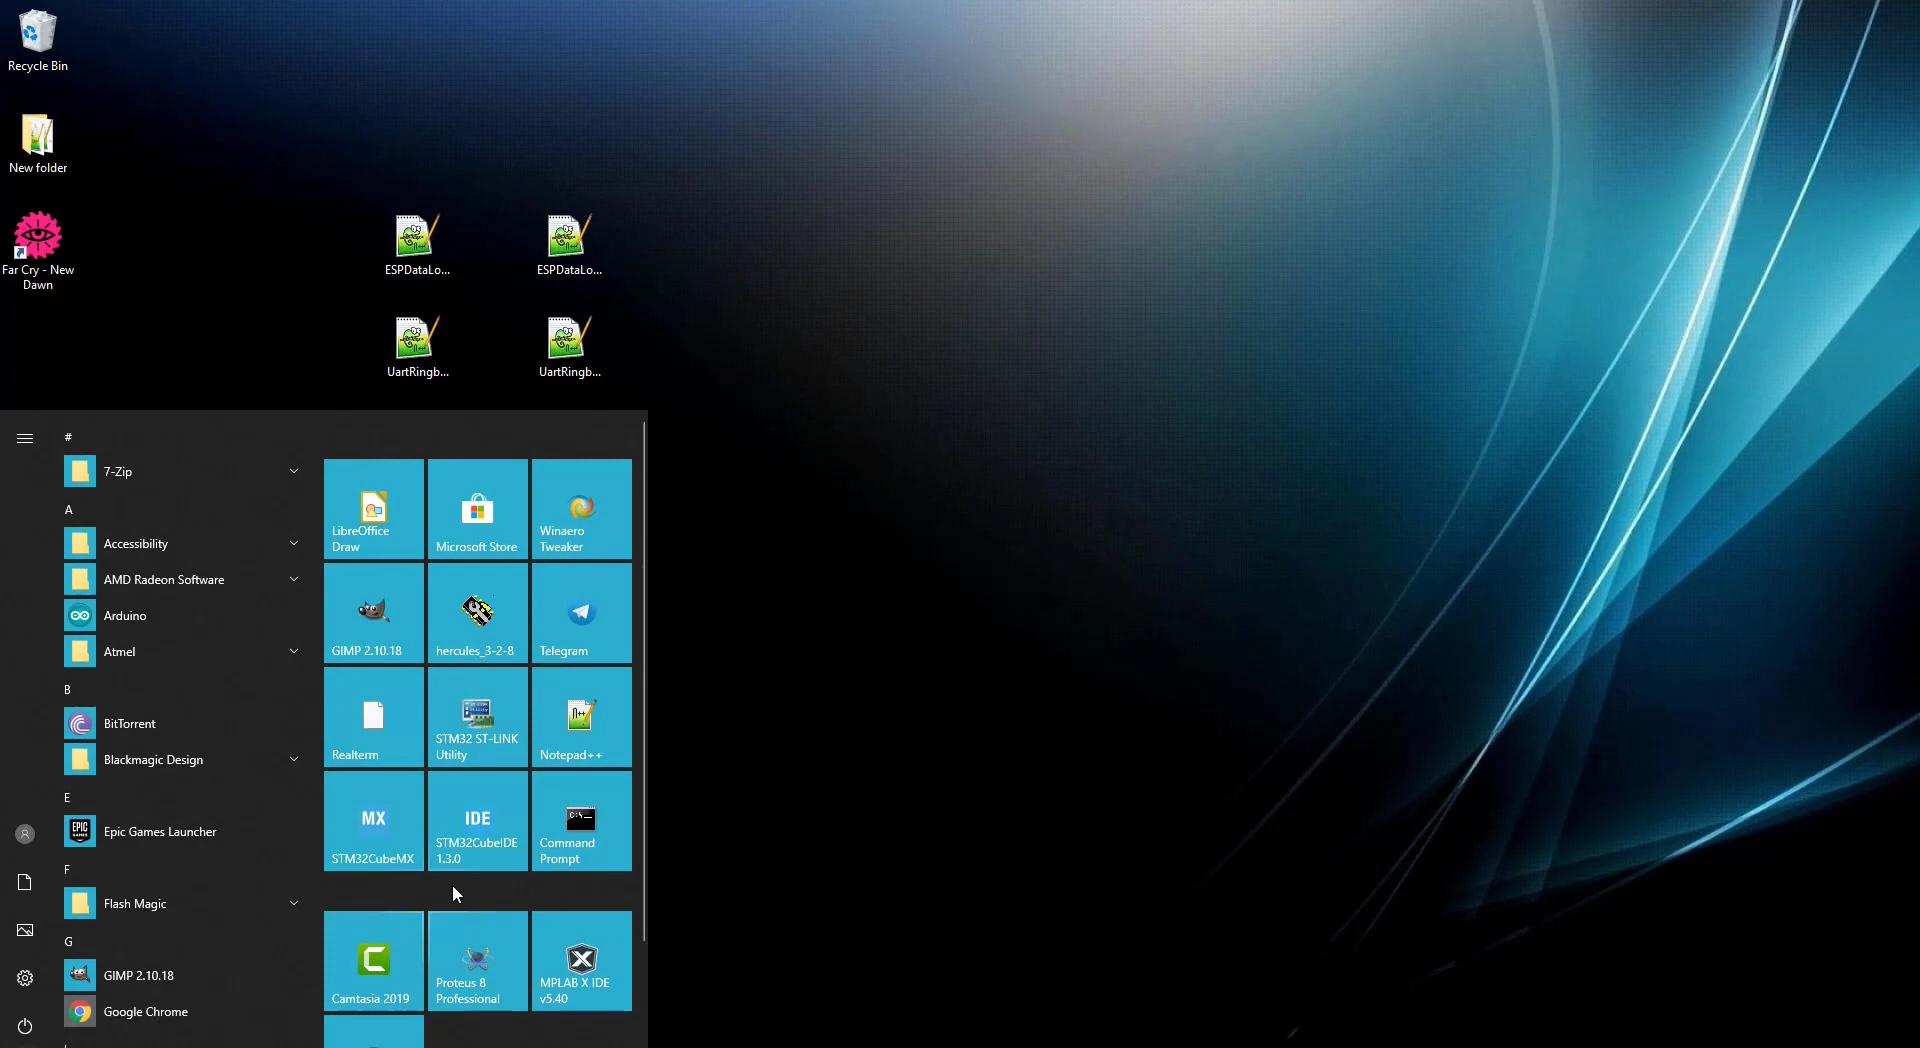 Recycle Bin
New folder
Far Cry - New
Dawn
ESPDataLo...
ESPDataLo...
UartRingb...
UartRingb...
#
7-Zip
A
Accessibility
AMD Radeon Software
Arduino
Atmel
B
BitTorrent
Blackmagic Design
E
EPIC
GAMES
Epic Games Launcher
F
Flash Magic
G
GIMP 2.10.18
Google Chrome
LibreOffice
Draw
Microsoft Store
Winaero
Tweaker
GIMP 2.10.18
hercules_3-2-8
Telegram
Realterm
STM32 ST-LINK
Utility
Notepad++
MX
STM32CubeMX
IDE
STM32CubeIDE
1.3.0
C:\
Command
Prompt
Camtasia 2019
Proteus 8
Professional
MPLAB X IDE
v5.40